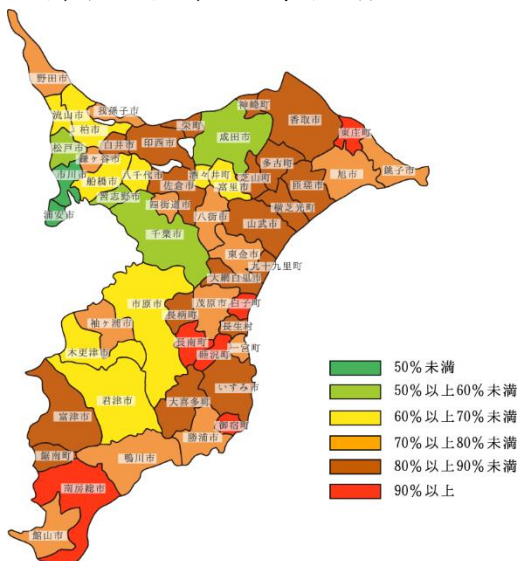 野田市
流山市
我孫子市
柏市
松戸市
白井市
印西市
栄町
成田市
神崎町
香取市
東庄町
鎌ヶ谷市
市川市
船橋市
八千代市
佐倉市
酒々井町
富里市
芝山町
多古町
匝瑳市
旭市
銚子市
浦安市
習志野市
四街道市
八街市
横芝光町
山武市
千葉市
東金市
九十九里町
大網白里市
市原市
茂原市
白子町
長柄町
長生村
袖ヶ浦市
長南町
睦沢町
一宮町
木更津市
君津市
大喜多町
いすみ市
富津市
勝浦市
御宿町
鋸南町
鴨川市
南房総市
館山市
50%未満
50%以上60%未満
60%以上70%未満
70%以上80%未満
80%以上90%未満
90%以上